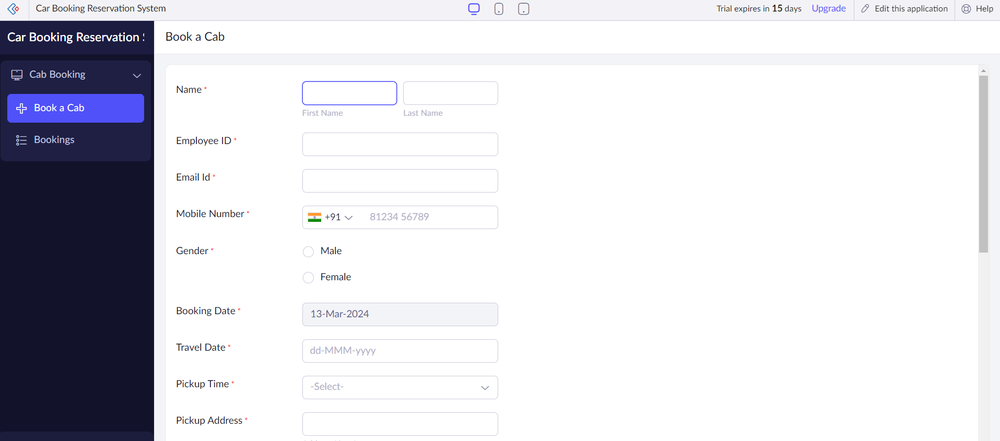 Car Booking Reservation System
Trial expires in 15 days Upgrade Edit this application Help
Car Booking Reservation
Book a Cab
Cab Booking
Book a Cab
Bookings
Name *
First Name Last Name
Employee ID *
Email Id *
Mobile Number * +91 81234 56789
Gender * Male
Female
Booking Date * 13-Mar-2024
Travel Date * dd-MMM-yyyy
Pickup Time * -Select-
Pickup Address *